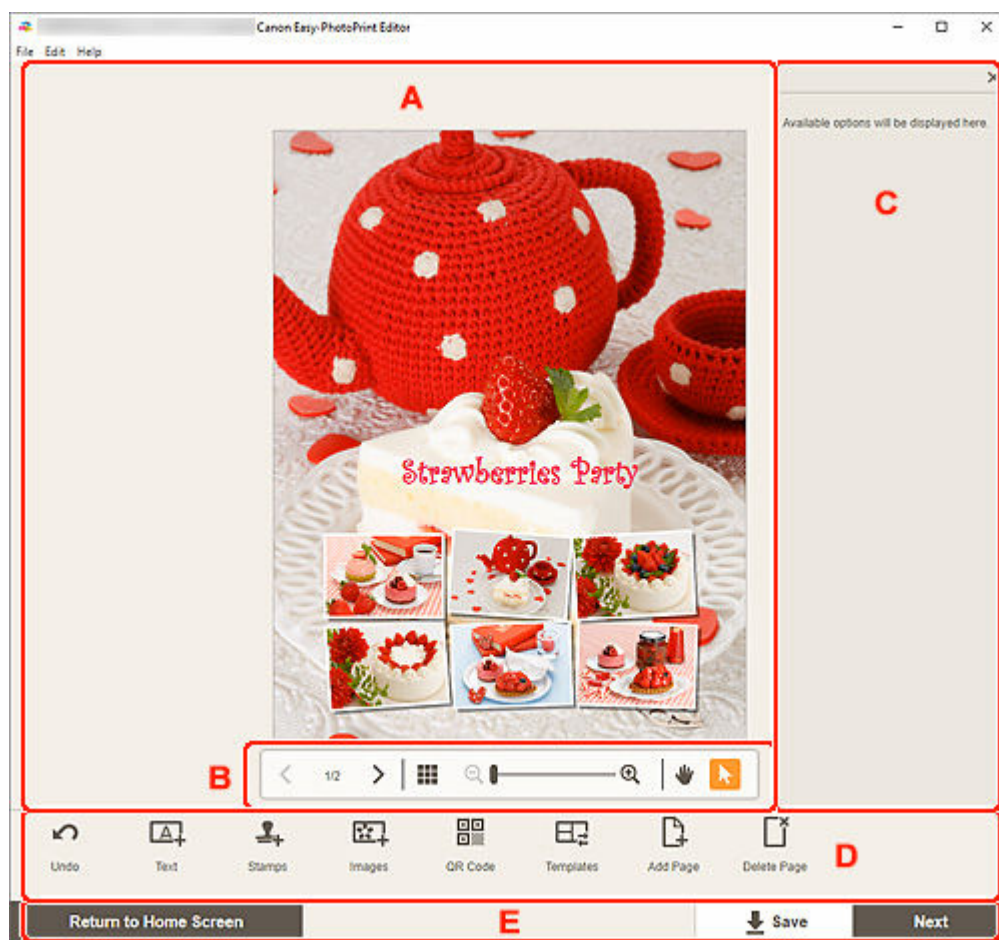 Canon Easy-PhotoPrint Editor
File Edit Help
A
Available options will be displayed here.
C
Strawberries Party
B
1/2
Undo
Text
Stamps
Images
QR Code
Templates
Add Page
Delete Page
D
Return to Home Screen
E
Save
Next